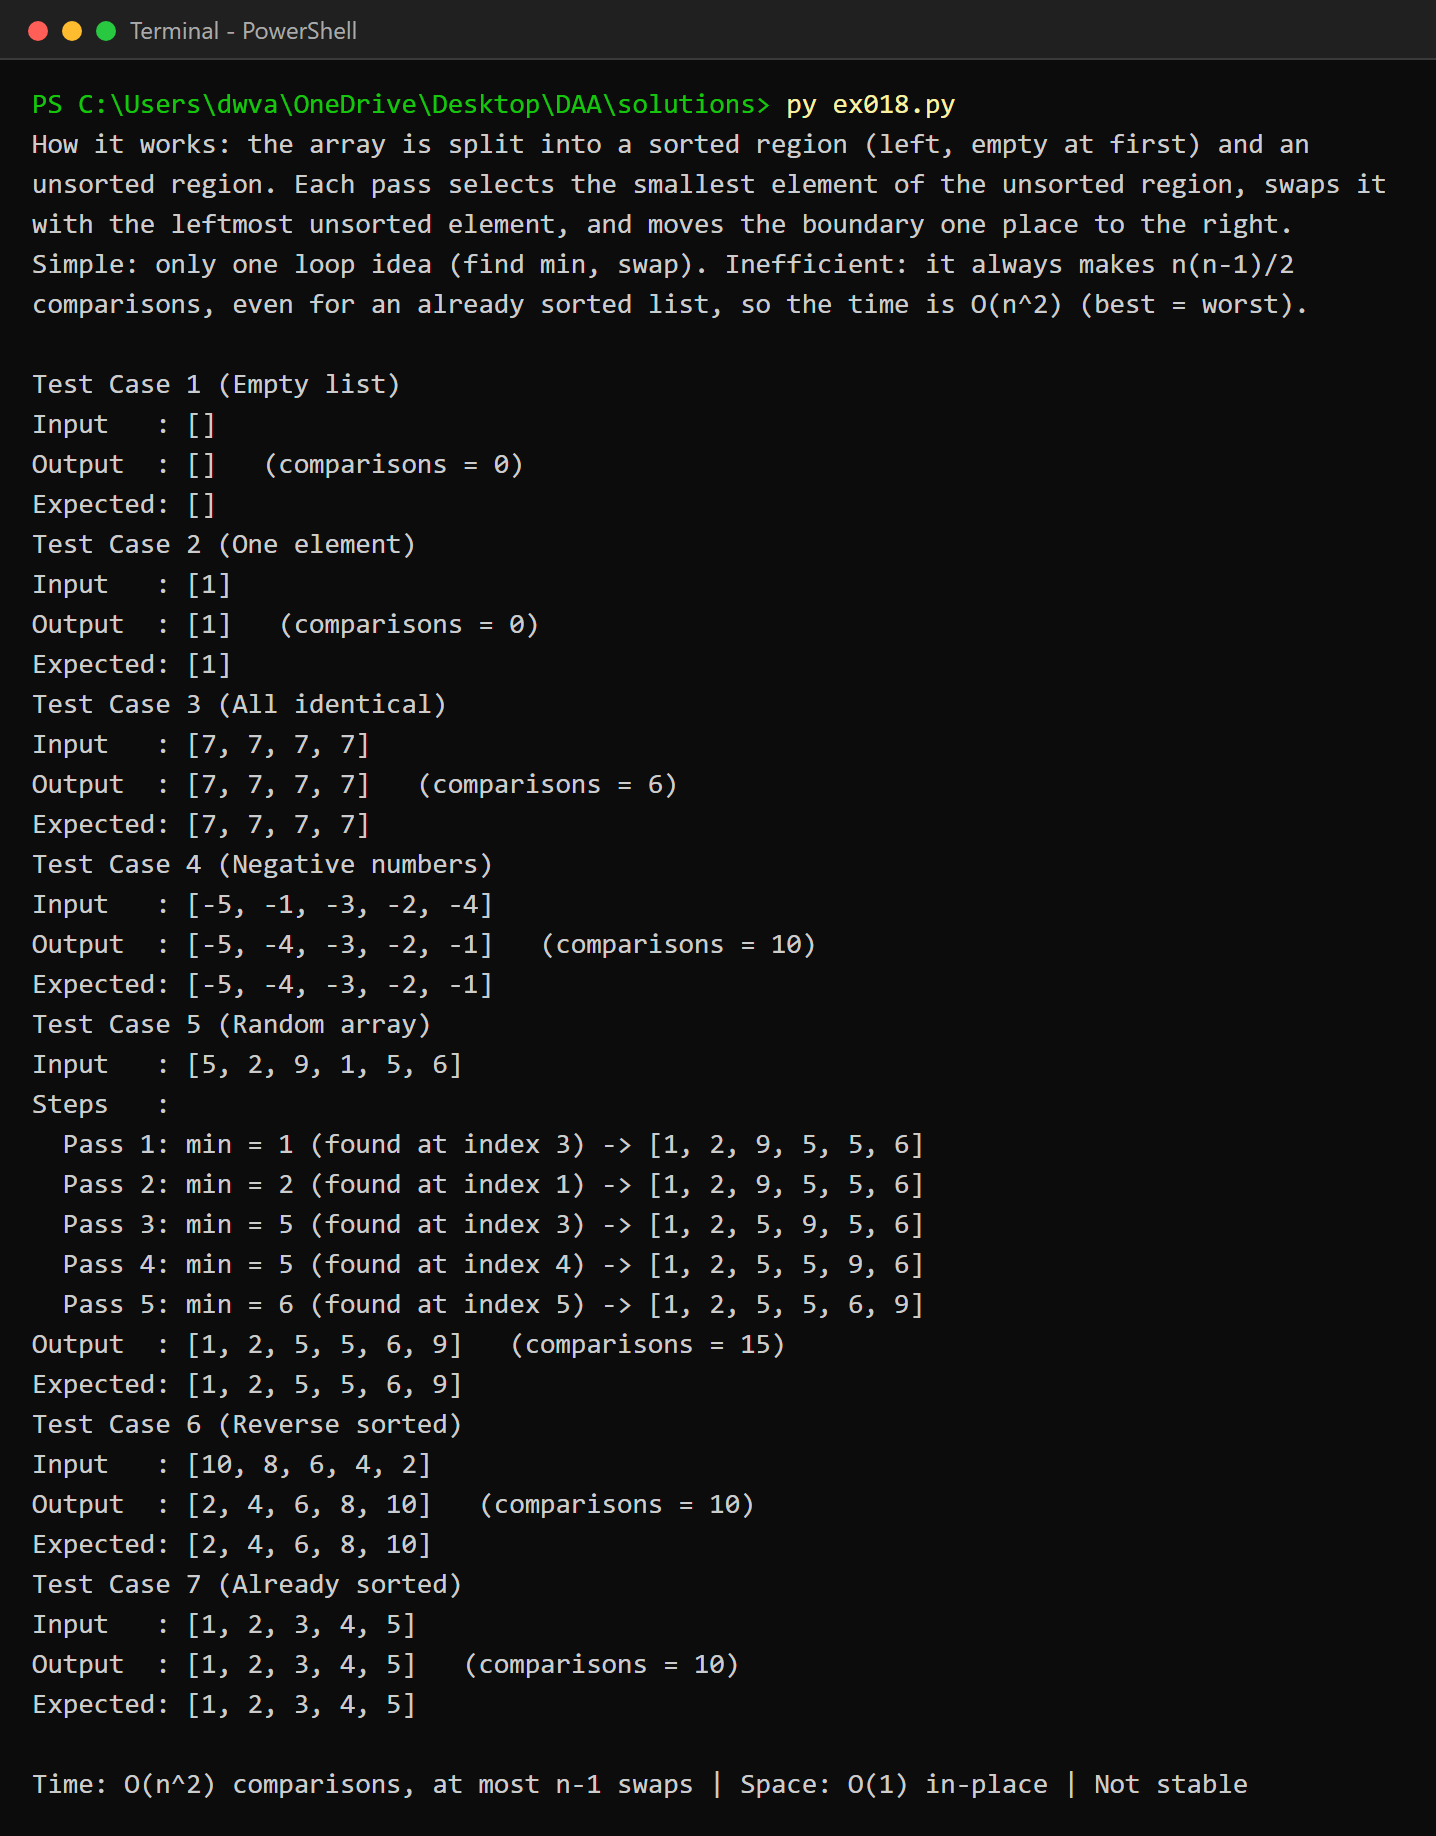 Terminal - PowerShell
PS C:\Users\dwva\OneDrive\Desktop\DAA\solutions> py ex018.py
How it works: the array is split into a sorted region (left, empty at first) and an
unsorted region. Each pass selects the smallest element of the unsorted region, swaps it
with the leftmost unsorted element, and moves the boundary one place to the right.
Simple: only one loop idea (find min, swap). Inefficient: it always makes n(n-1)/2
comparisons, even for an already sorted list, so the time is O(n^2) (best = worst).

Test Case 1 (Empty list)
Input   : []
Output  : []   (comparisons = 0)
Expected: []
Test Case 2 (One element)
Input   : [1]
Output  : [1]   (comparisons = 0)
Expected: [1]
Test Case 3 (All identical)
Input   : [7, 7, 7, 7]
Output  : [7, 7, 7, 7]   (comparisons = 6)
Expected: [7, 7, 7, 7]
Test Case 4 (Negative numbers)
Input   : [-5, -1, -3, -2, -4]
Output  : [-5, -4, -3, -2, -1]   (comparisons = 10)
Expected: [-5, -4, -3, -2, -1]
Test Case 5 (Random array)
Input   : [5, 2, 9, 1, 5, 6]
Steps   :
  Pass 1: min = 1 (found at index 3) -> [1, 2, 9, 5, 5, 6]
  Pass 2: min = 2 (found at index 1) -> [1, 2, 9, 5, 5, 6]
  Pass 3: min = 5 (found at index 3) -> [1, 2, 5, 9, 5, 6]
  Pass 4: min = 5 (found at index 4) -> [1, 2, 5, 5, 9, 6]
  Pass 5: min = 6 (found at index 5) -> [1, 2, 5, 5, 6, 9]
Output  : [1, 2, 5, 5, 6, 9]   (comparisons = 15)
Expected: [1, 2, 5, 5, 6, 9]
Test Case 6 (Reverse sorted)
Input   : [10, 8, 6, 4, 2]
Output  : [2, 4, 6, 8, 10]   (comparisons = 10)
Expected: [2, 4, 6, 8, 10]
Test Case 7 (Already sorted)
Input   : [1, 2, 3, 4, 5]
Output  : [1, 2, 3, 4, 5]   (comparisons = 10)
Expected: [1, 2, 3, 4, 5]

Time: O(n^2) comparisons, at most n-1 swaps | Space: O(1) in-place | Not stable